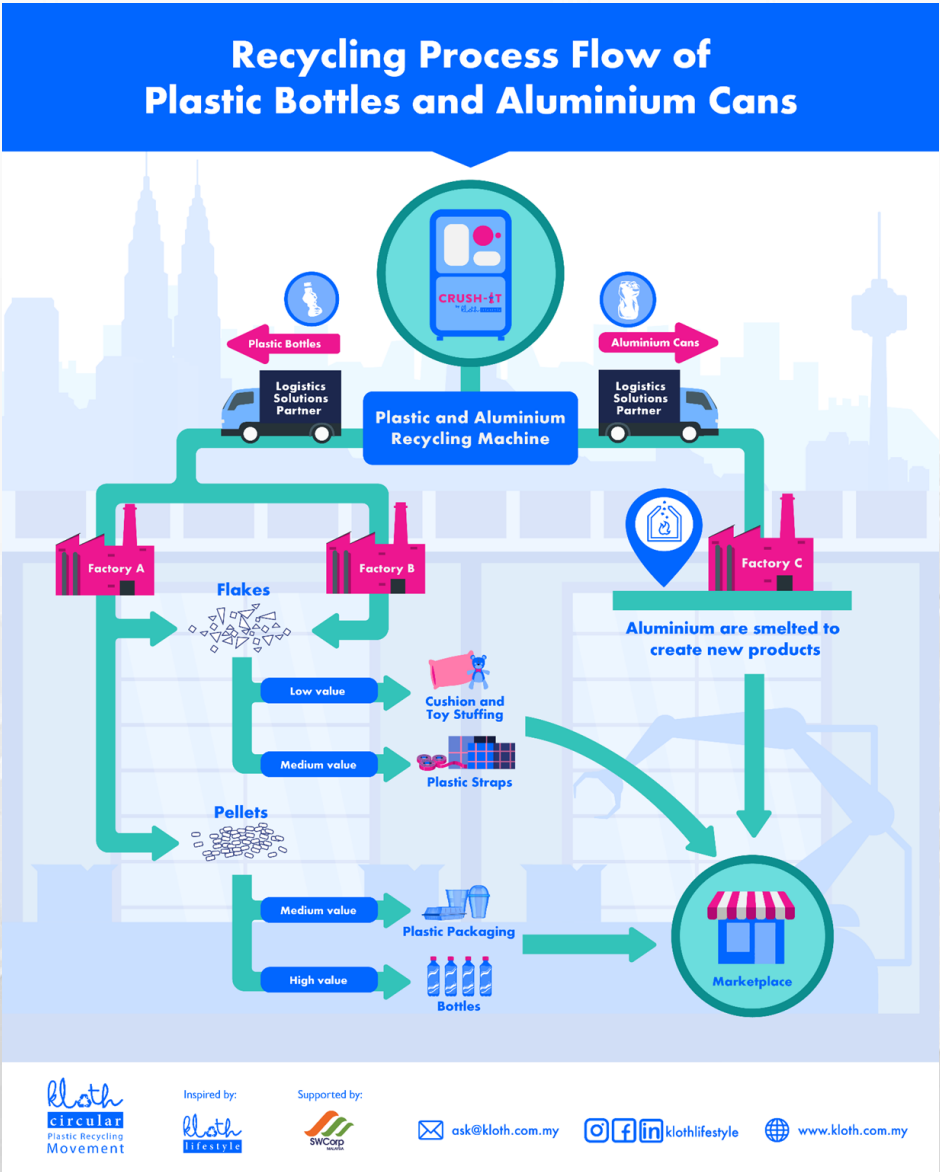 Recycling Process Flow of
Plastic Bottles and Aluminium Cans
CRUSH-iT
by kloth
Plastic Bottles
Aluminium Cans
Logistics
Solutions
Partner
Logistics
Solutions
Partner
Plastic and Aluminium
Recycling Machine
Factory A
Factory B
Factory C
Flakes
Aluminium are smelted to
create new products
Low value
Cushion and
Toy Stuffing
Medium value
Plastic Straps
Pellets
Medium value
Plastic Packaging
High value
Bottles
Marketplace
kloth
circular
Plastic Recycling
Movement
Inspired by:
kloth
lifestyle
Supported by:
SWCorp
MALAYSIA
ask@kloth.com.my
klothlifestyle
www.kloth.com.my